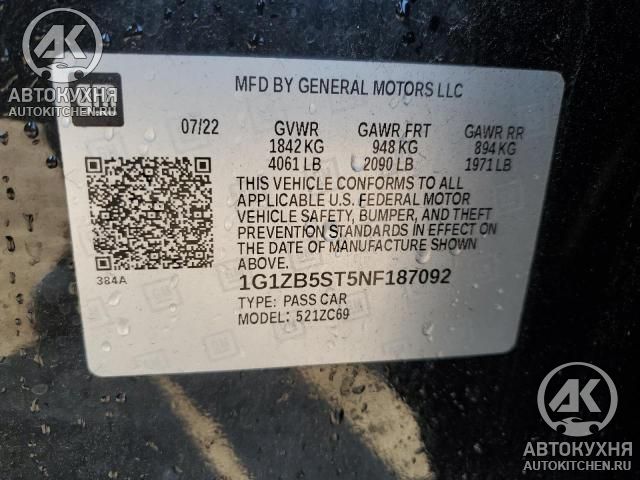 AK
АВТОКУХНЯ
AUTOKITCHEN.RU
MFD BY GENERAL MOTORS LLC
07/22 GVWR GAWR FRT GAWR RR
1842 KG 948 KG 894 KG
4061 LB 2090 LB 1971 LB
THIS VEHICLE CONFORMS TO ALL
APPLICABLE U.S. FEDERAL MOTOR
VEHICLE SAFETY, BUMPER, AND THEFT
PREVENTION STANDARDS IN EFFECT ON
THE DATE OF MANUFACTURE SHOWN
ABOVE.
384A
1G1ZB5ST5NF187092
TYPE: PASS CAR
MODEL: 521ZC69
AK
АВТОКУХНЯ
AUTOKITCHEN.RU